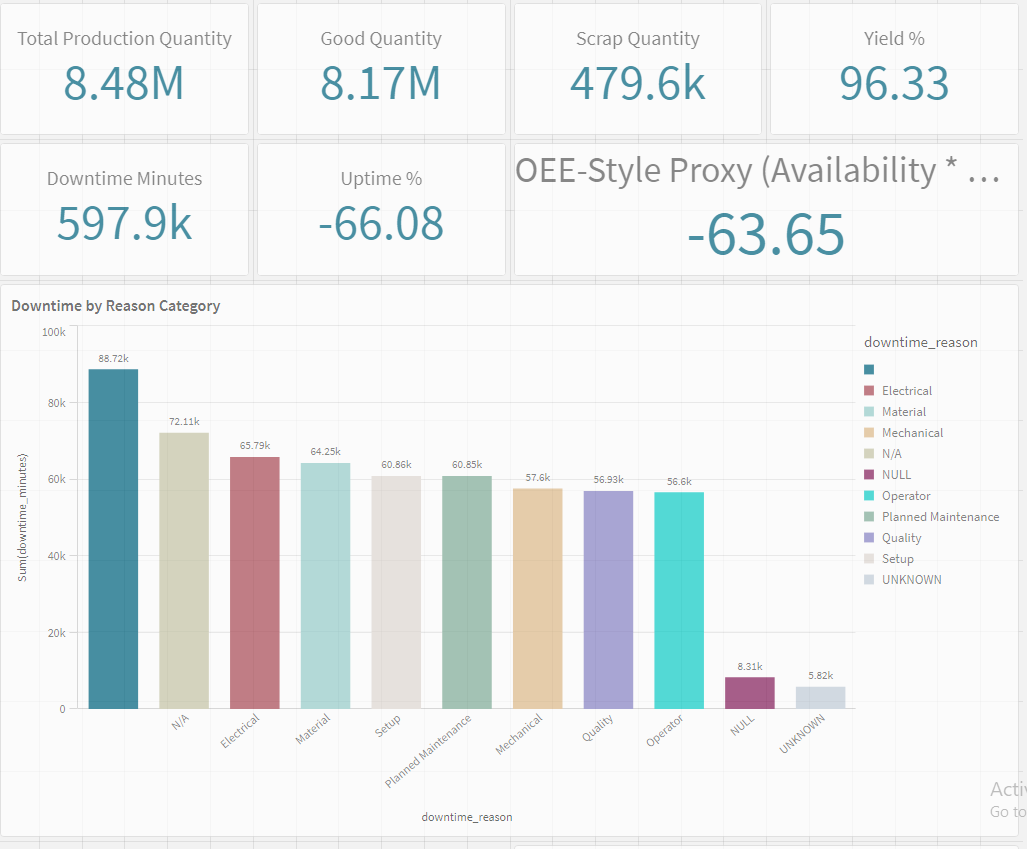 Total Production Quantity
8.48M
Good Quantity
8.17M
Scrap Quantity
479.6k
Yield %
96.33
Downtime Minutes
597.9k
Uptime %
-66.08
OEE-Style Proxy (Availability * ...
-63.65
Downtime by Reason Category
Sum(downtime_minutes)
100k
80k
60k
40k
20k
0
88.72k
72.11k
65.79k
64.25k
60.86k
60.85k
57.6k
56.93k
56.6k
8.31k
5.82k
N/A
Electrical
Material
Setup
Planned Maintenance
Mechanical
Quality
Operator
NULL
UNKNOWN
downtime_reason
downtime_reason
Electrical
Material
Mechanical
N/A
NULL
Operator
Planned Maintenance
Quality
Setup
UNKNOWN
Go to